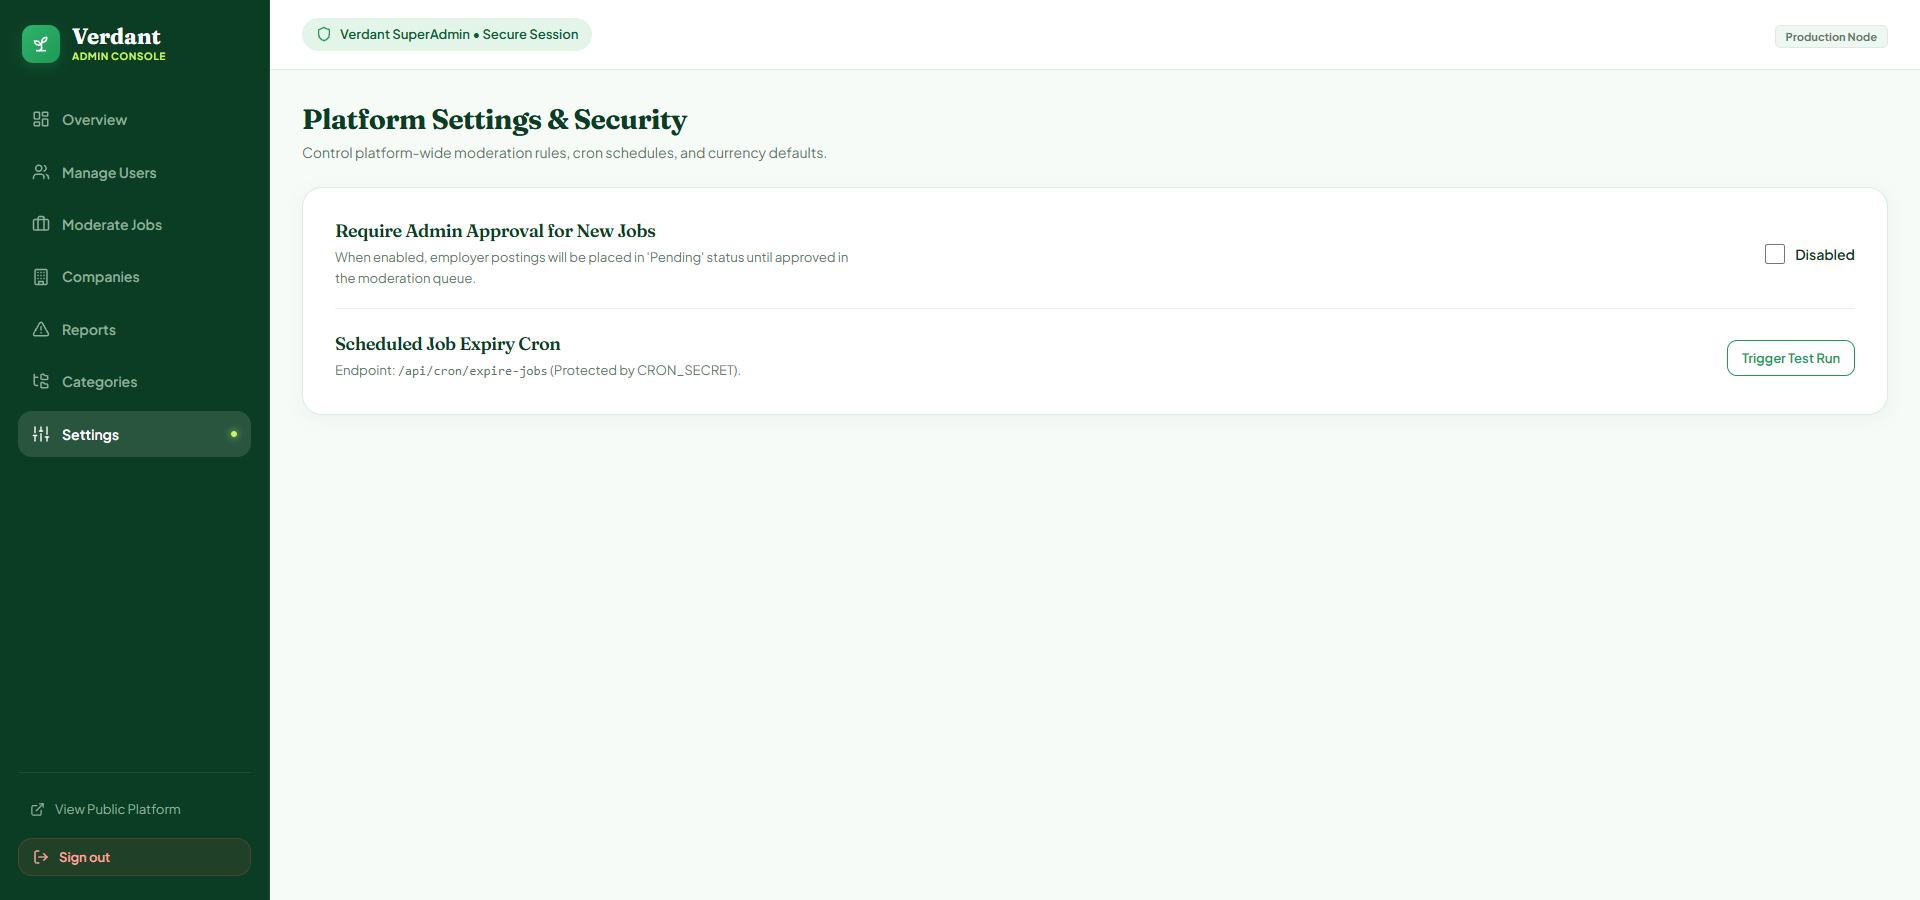 Verdant
ADMIN CONSOLE
Overview
Manage Users
Moderate Jobs
Companies
Reports
Categories
Settings
View Public Platform
Sign out
Verdant SuperAdmin • Secure Session
Production Node
Platform Settings & Security
Control platform-wide moderation rules, cron schedules, and currency defaults.
Require Admin Approval for New Jobs
When enabled, employer postings will be placed in 'Pending' status until approved in
the moderation queue.
Disabled
Scheduled Job Expiry Cron
Endpoint: /api/cron/expire-jobs (Protected by CRON_SECRET).
Trigger Test Run